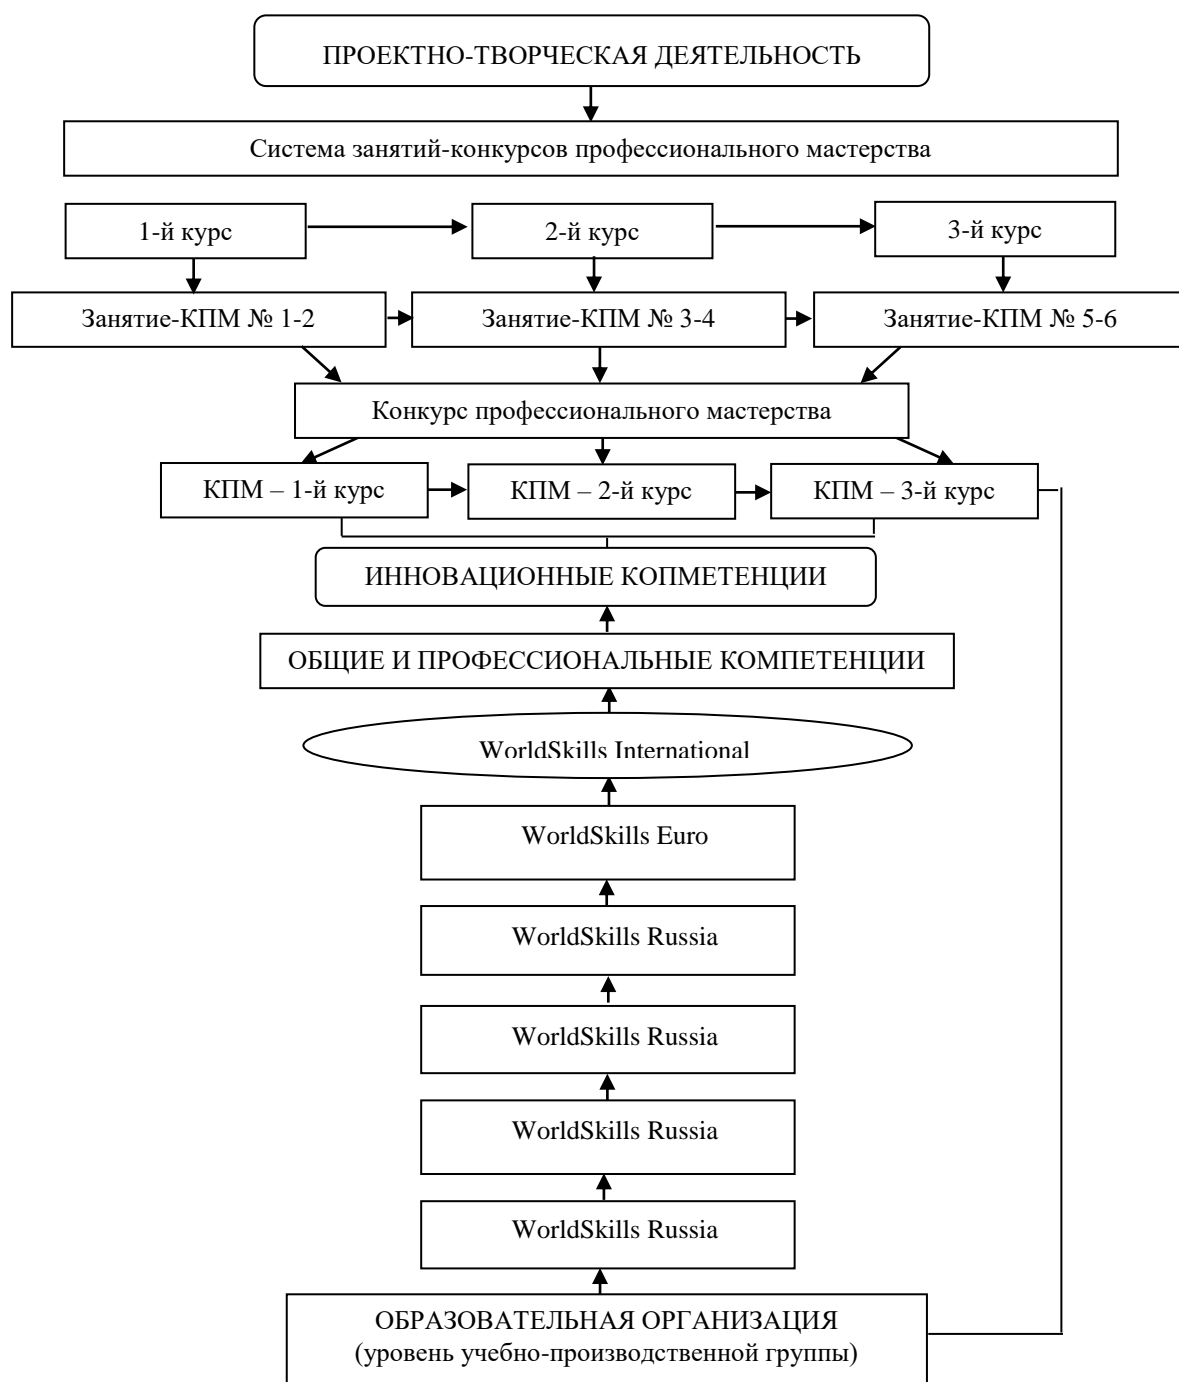 ПРОЕКТНО-ТВОРЧЕСКАЯ ДЕЯТЕЛЬНОСТЬ
Система занятий-конкурсов профессионального мастерства
1-й курс
2-й курс
3-й курс
Занятие-КПМ № 1-2
Занятие-КПМ № 3-4
Занятие-КПМ № 5-6
Конкурс профессионального мастерства
КПМ – 1-й курс
КПМ – 2-й курс
КПМ – 3-й курс
ИННОВАЦИОННЫЕ КОПМЕТЕНЦИИ
ОБЩИЕ И ПРОФЕССИОНАЛЬНЫЕ КОМПЕТЕНЦИИ
WorldSkills International
WorldSkills Euro
WorldSkills Russia
WorldSkills Russia
WorldSkills Russia
WorldSkills Russia
ОБРАЗОВАТЕЛЬНАЯ ОРГАНИЗАЦИЯ
(уровень учебно-производственной группы)